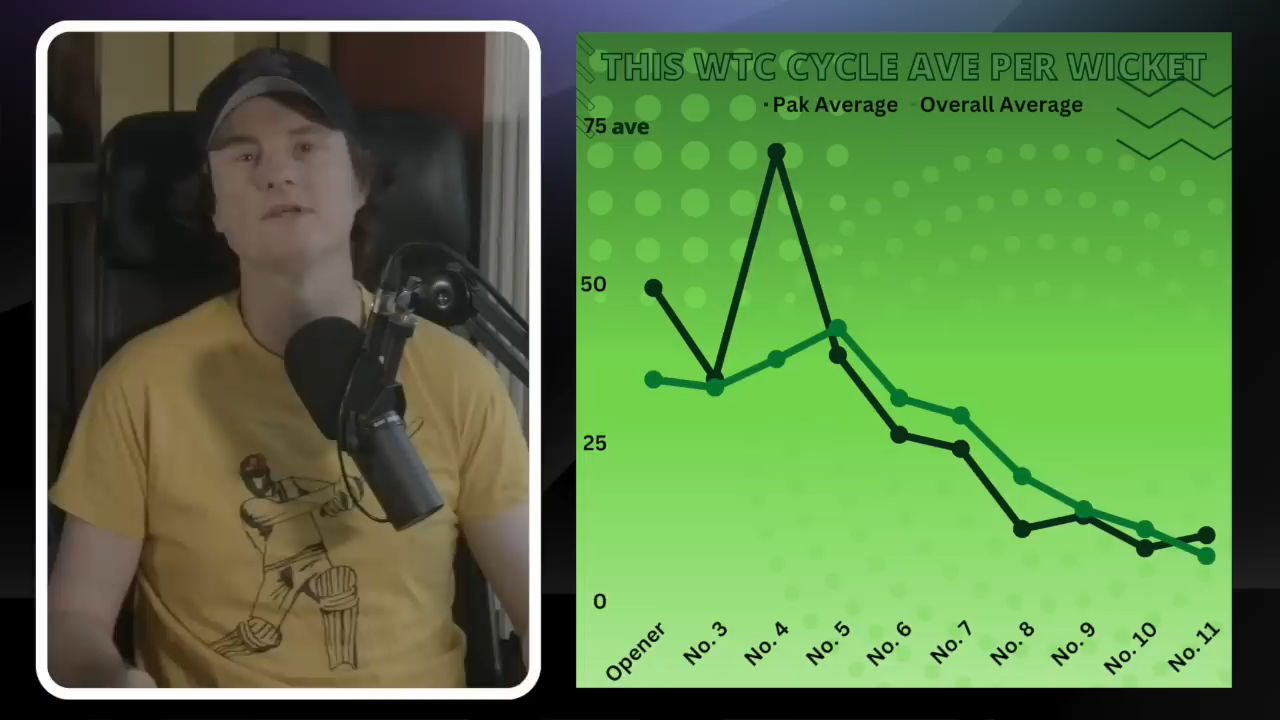 THIS WTC CYCLE AVE PER WICKET
Pak Average Overall Average
75 ave
50
25
0
Opener No. 3 No. 4 No. 5 No. 6 No. 7 No. 8 No. 9 No. 10 No. 11